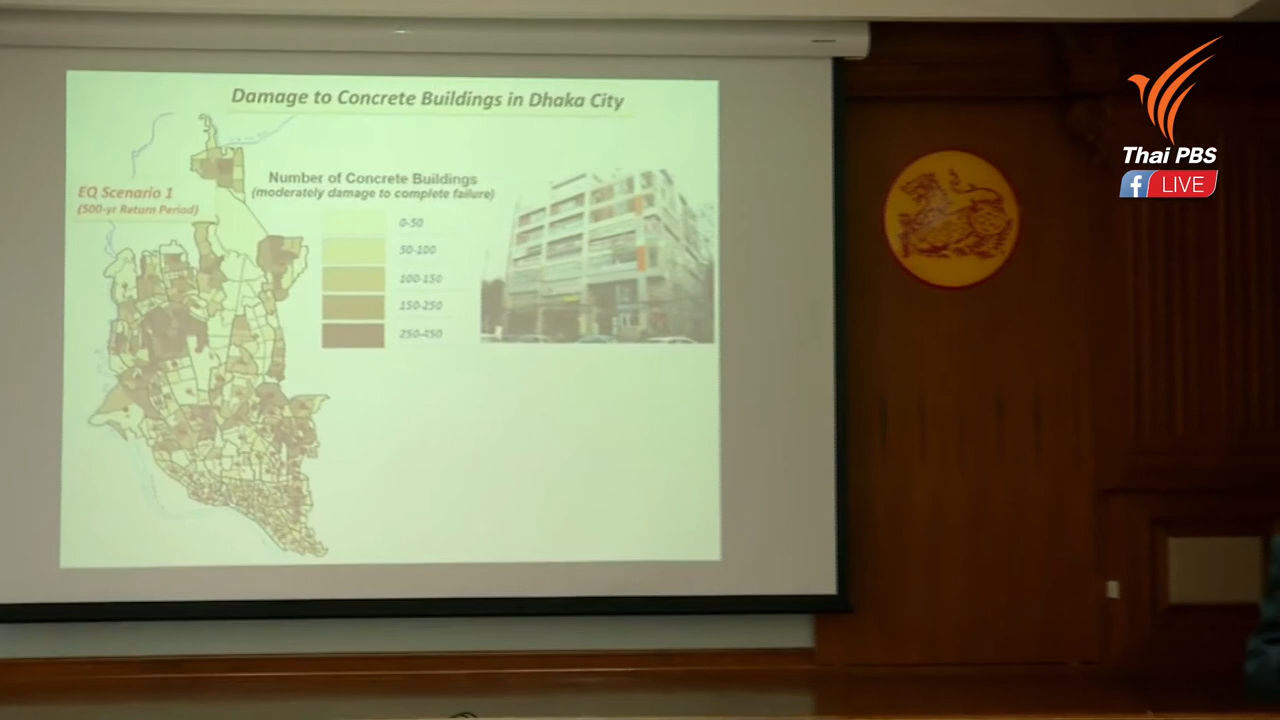 Damage to Concrete Buildings in Dhaka City
EQ Scenario 1
(500-yr Return Period)
Number of Concrete Buildings
(moderately damage to complete failure)
0-50
50-100
100-150
150-250
250-450
Thai PBS
f LIVE